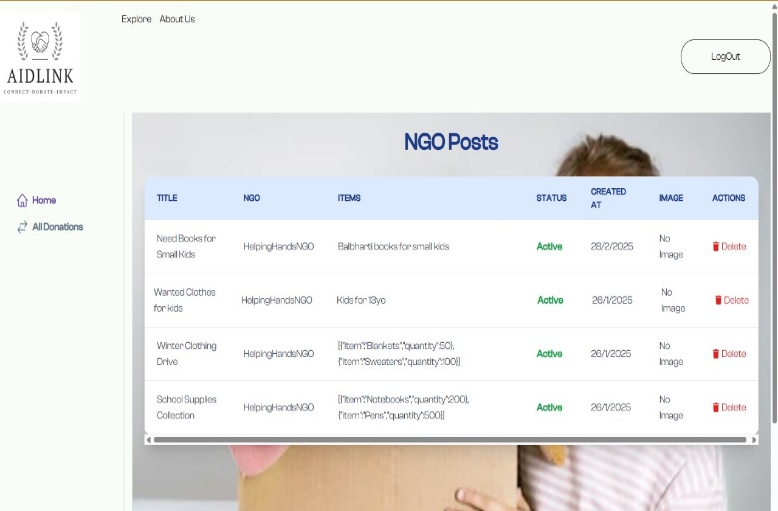 Explore About Us
AIDLINK
CONNECT·DONATE·IMPACT
LogOut
NGO Posts
Home
All Donations
TITLE NGO ITEMS STATUS CREATED AT IMAGE ACTIONS
Need Books for Small Kids HelpingHandsNGO Balbharti books for small kids Active 28/2/2025 No Image Delete
Wanted Clothes for kids HelpingHandsNGO Kids for 13yo Active 26/1/2025 No Image Delete
Winter Clothing Drive HelpingHandsNGO [{"item":"Blankets","quantity":50}, {"item":"Sweaters","quantity":100}] Active 26/1/2025 No Image Delete
School Supplies Collection HelpingHandsNGO [{"item":"Notebooks","quantity":200}, {"item":"Pens","quantity":500}] Active 26/1/2025 No Image Delete